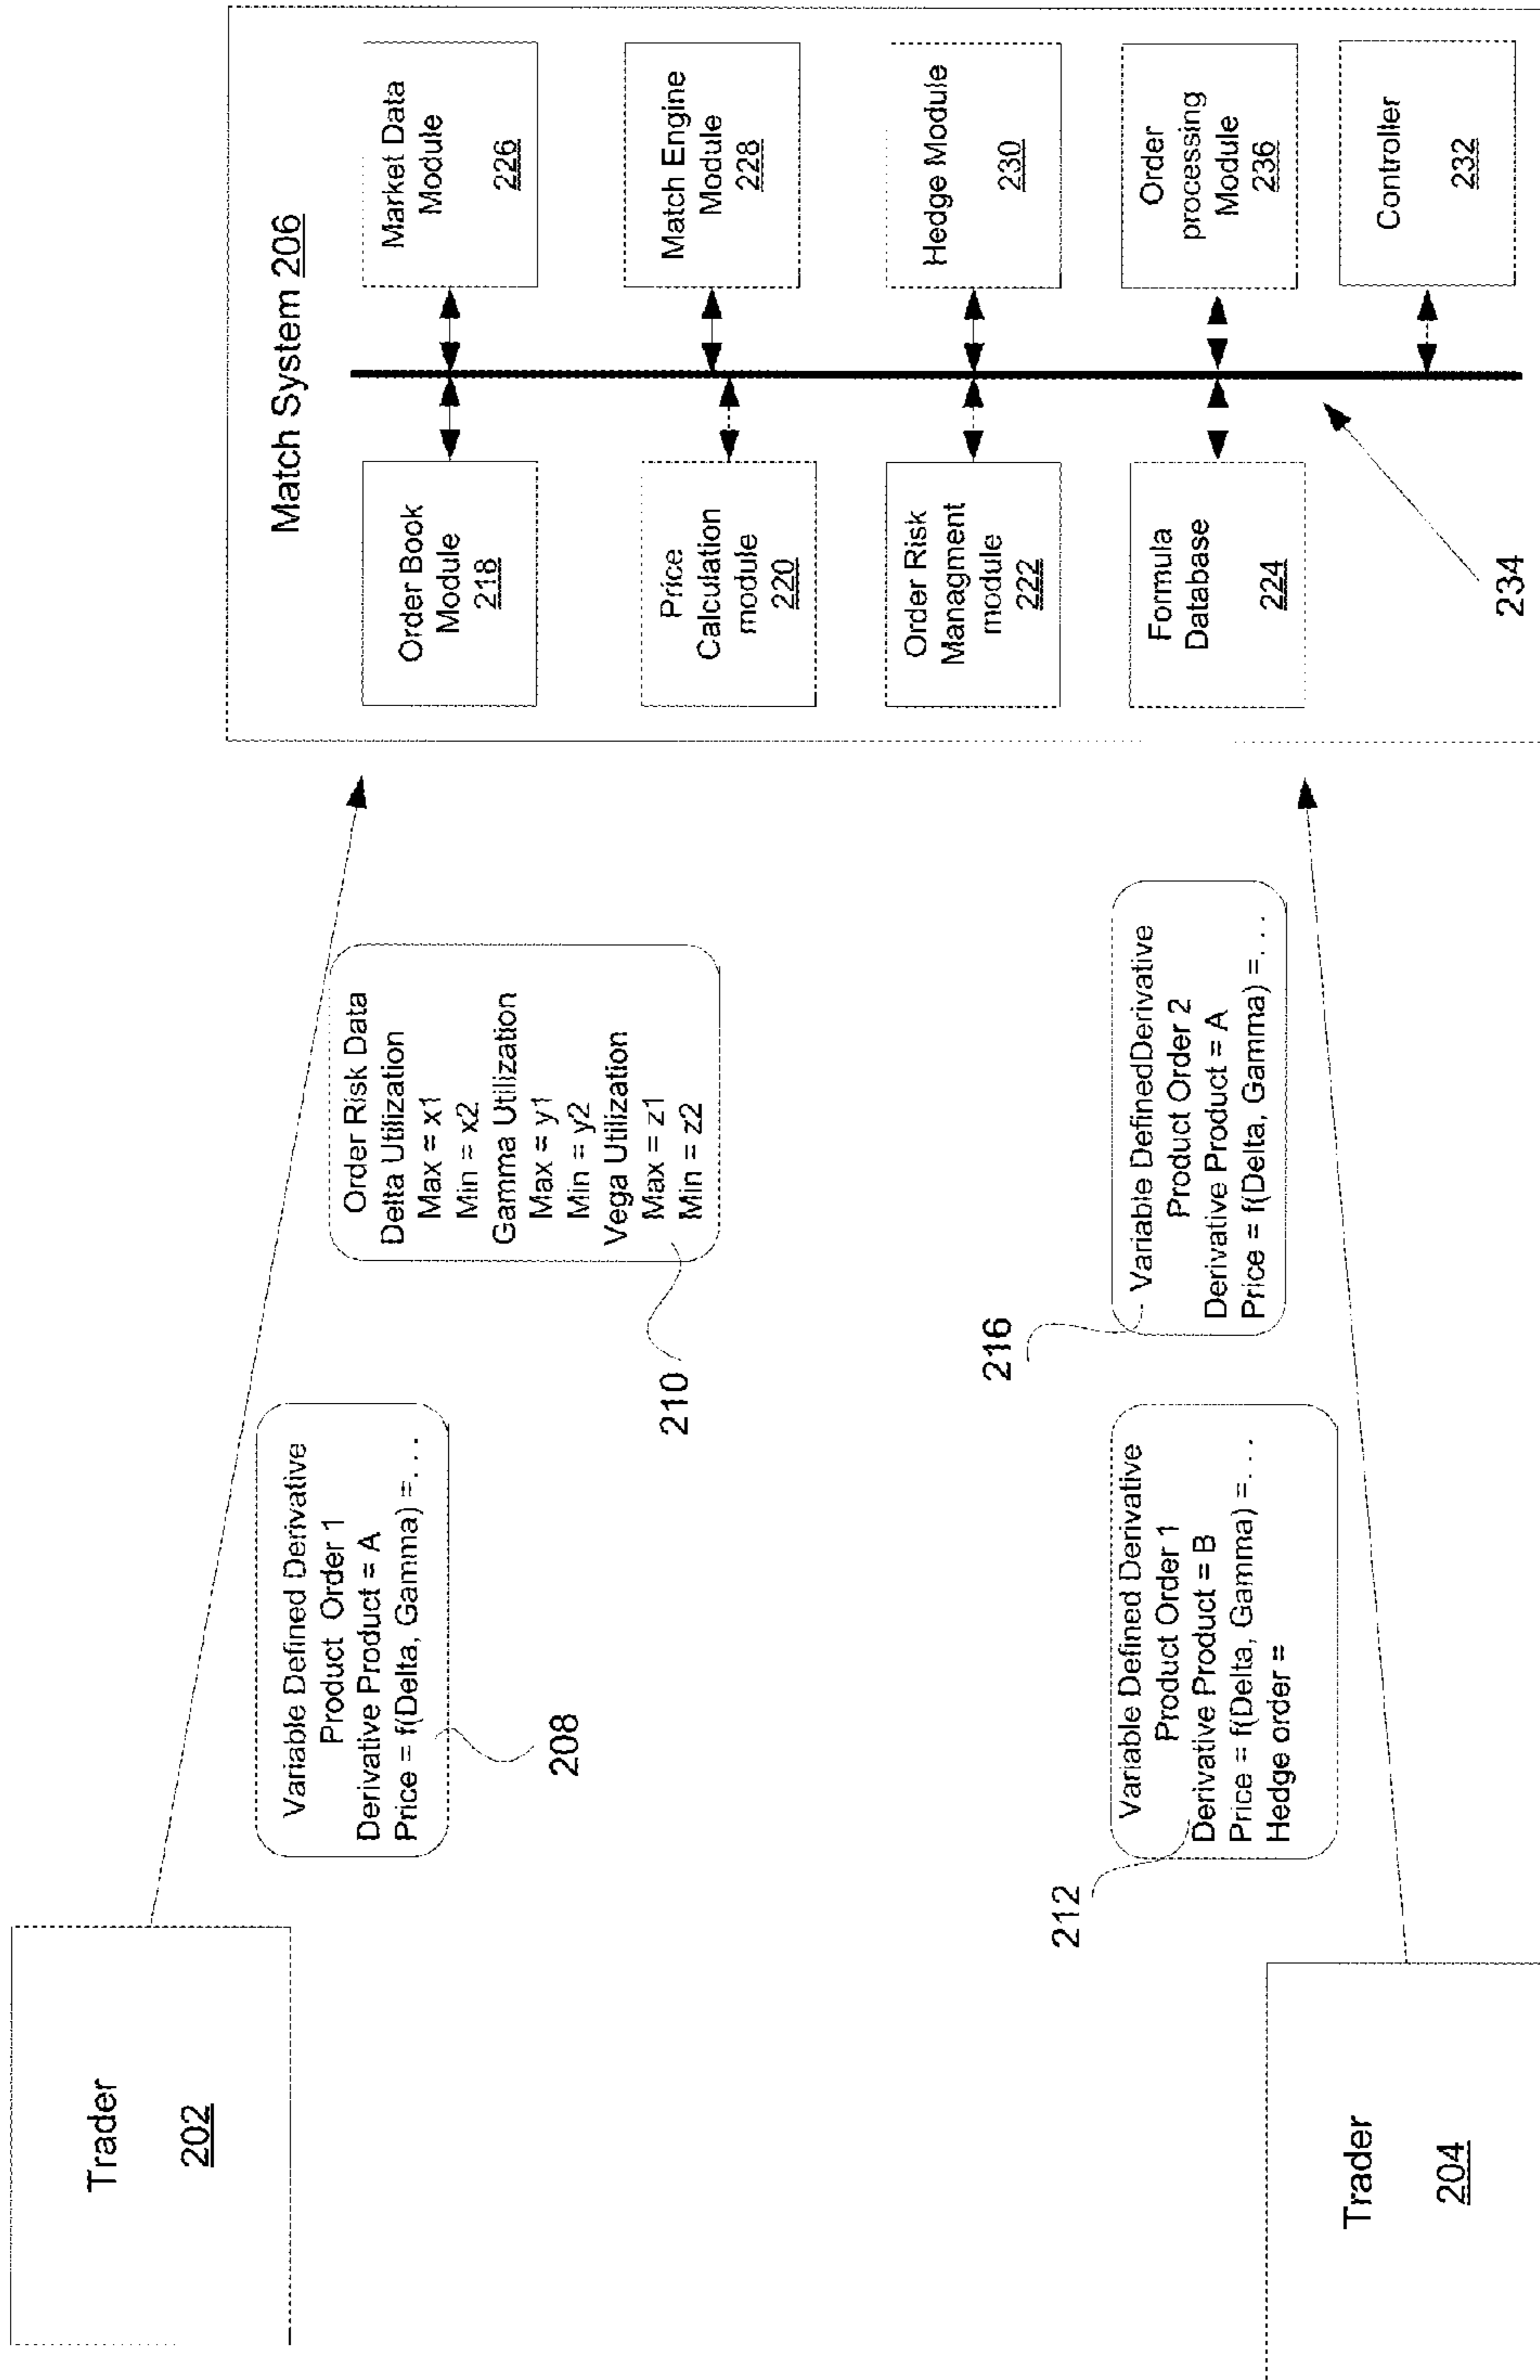 Trader
202
Variable Defined Derivative
Product Order 1
Derivative Product = A
Price = f(Delta, Gamma) =. . .
208
Order Risk Data
Delta Utilization
Max = x1
Min = x2
Gamma Utilization
Max = y1
Min = y2
Vega Utilization
Max = z1
Min = z2
210
Trader
204
212
Variable Defined Derivative
Product Order 1
Derivative Product = B
Price = f(Delta, Gamma) =. . .
Hedge order =
216
Variable DefinedDerivative
Product Order 2
Derivative Product = A
Price = f(Delta, Gamma) =. . .
Match System 206
Order Book
Module
218
Price
Calculation
module
220
Order Risk
Managment
module
222
Formula
Database
224
Market Data
Module
226
Match Engine
Module
228
Hedge Module
230
Order
processing
Module
236
Controller
232
234